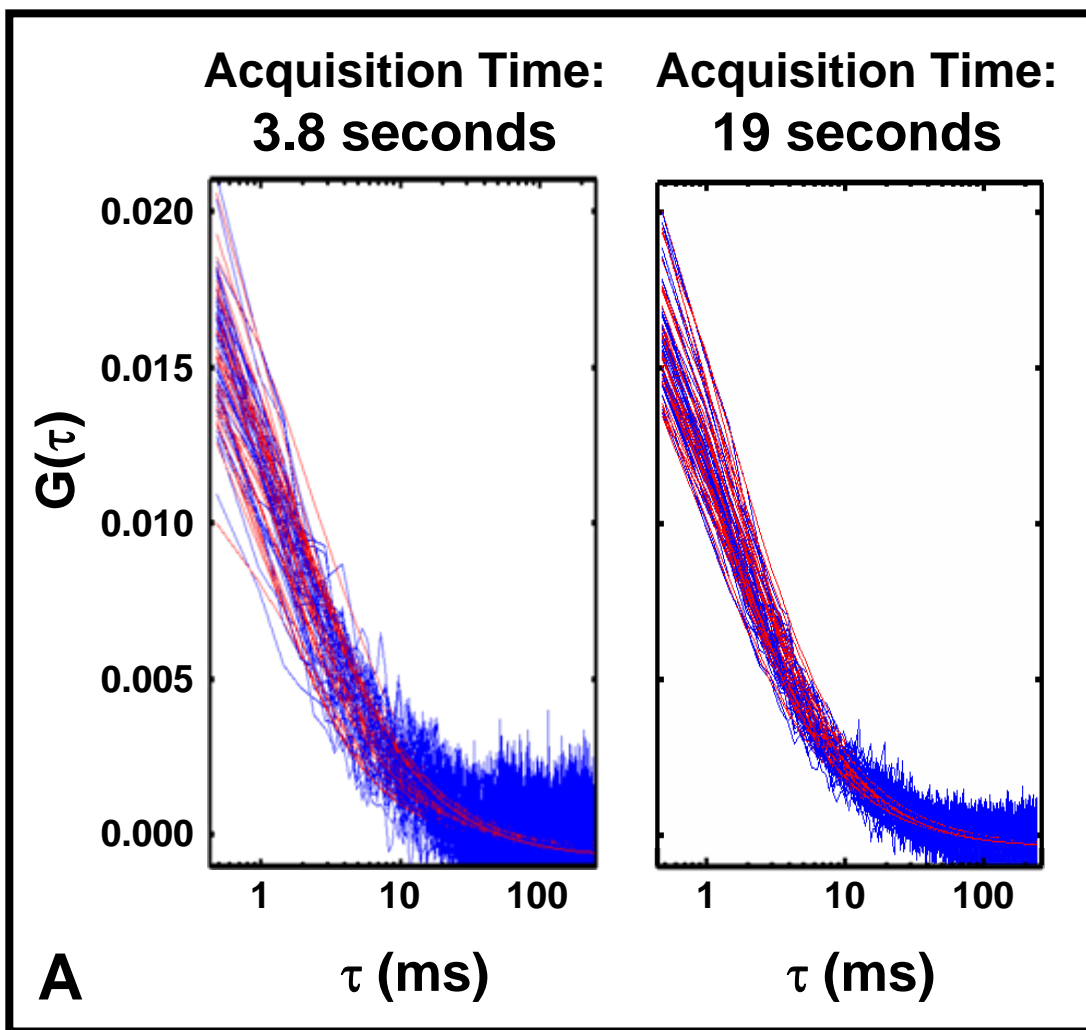 Acquisition Time:
3.8 seconds
Acquisition Time:
19 seconds
G(τ)
0.020
0.015
0.010
0.005
0.000
1 10 100
1 10 100
τ (ms)
τ (ms)
A